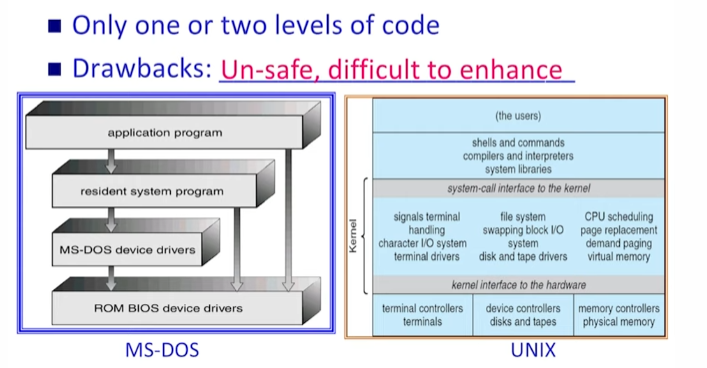 Only one or two levels of code
Drawbacks: Un-safe, difficult to enhance
application program
resident system program
MS-DOS device drivers
ROM BIOS device drivers
MS-DOS
(the users)
shells and commands
compilers and interpreters
system libraries
system-call interface to the kernel
Kernel
signals terminal
handling
character I/O system
terminal drivers
file system
swapping block I/O
system
disk and tape drivers
CPU scheduling
page replacement
demand paging
virtual memory
kernel interface to the hardware
terminal controllers
terminals
device controllers
disks and tapes
memory controllers
physical memory
UNIX